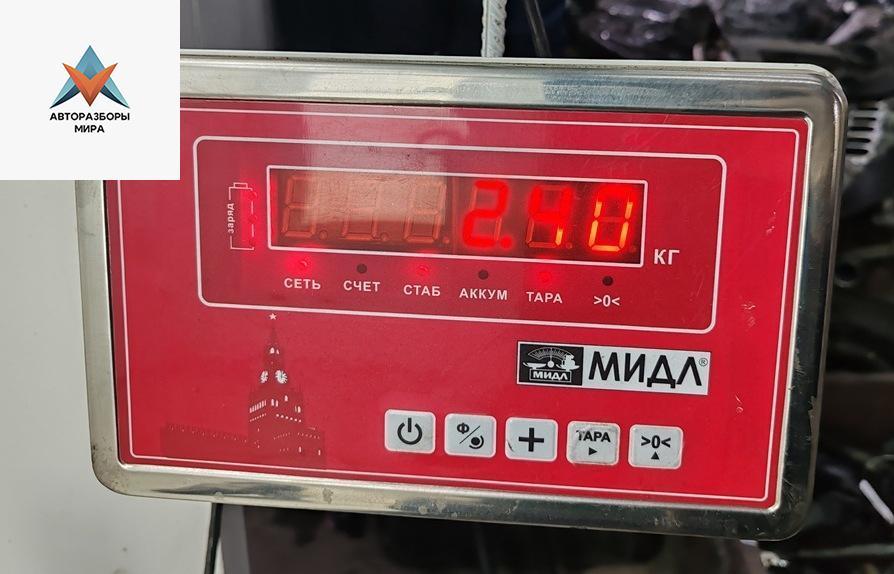 АВТОРАЗБОРЫ
МИРА
заряд
2.40
КГ
СЕТЬ СЧЕТ СТАБ АККУМ ТАРА >0<
МИДЛ МИДЛ®
Ф ТАРА >0<